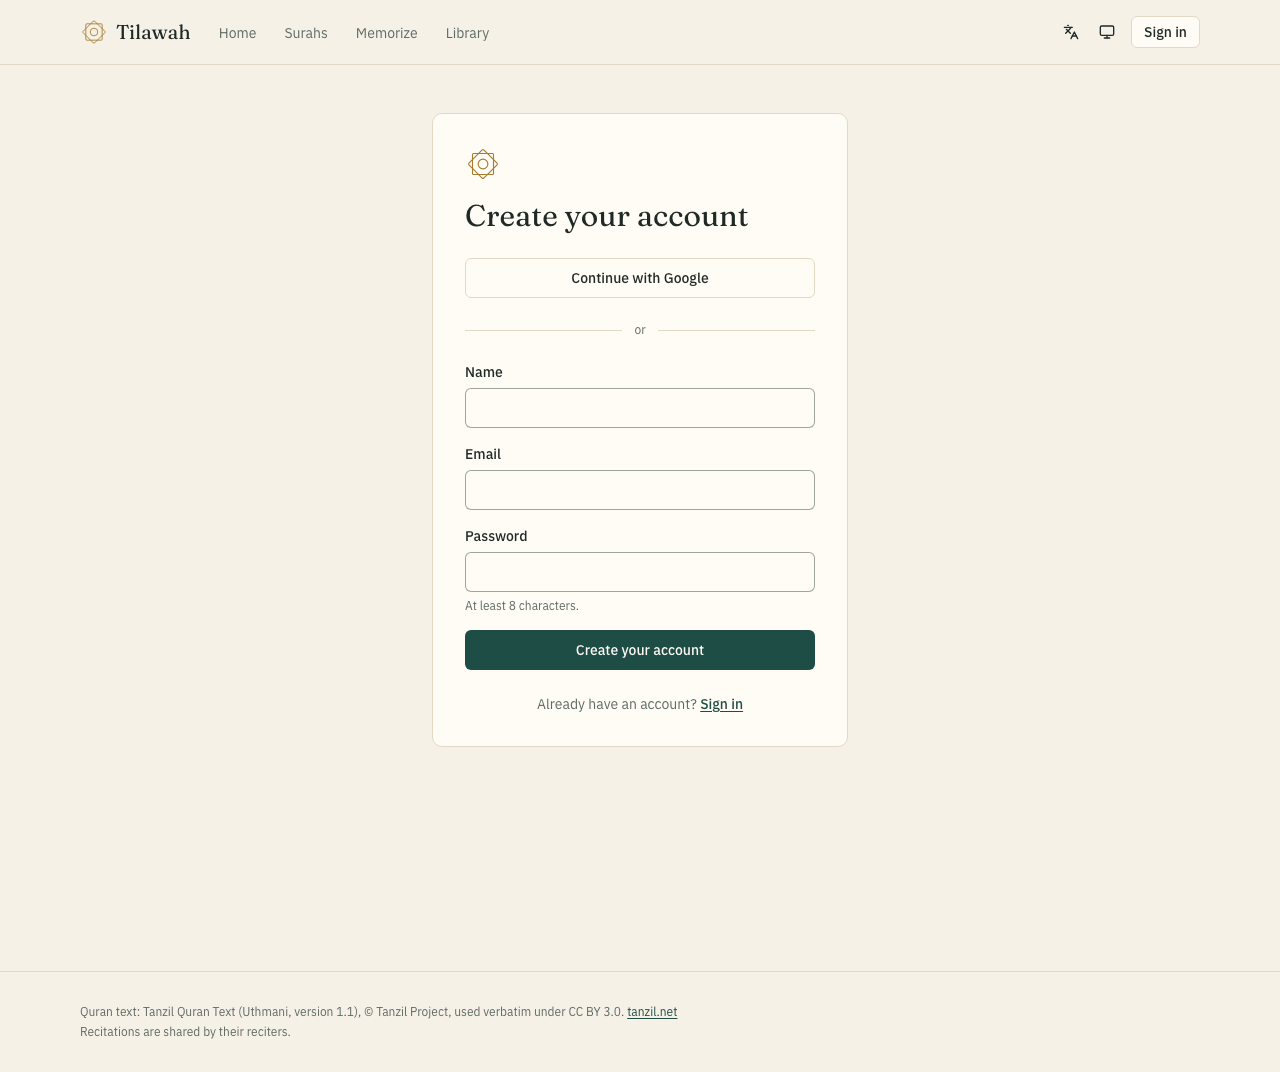 Tilawah
Home
Surahs
Memorize
Library
Sign in
Create your account
Continue with Google
or
Name
Email
Password
At least 8 characters.
Create your account
Already have an account? Sign in
Quran text: Tanzil Quran Text (Uthmani, version 1.1), © Tanzil Project, used verbatim under CC BY 3.0. tanzil.net
Recitations are shared by their reciters.